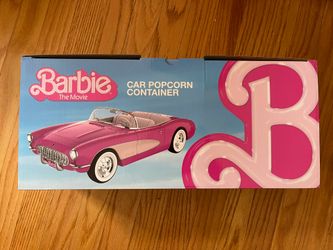 Barbie
The Movie
CAR POPCORN
CONTAINER
B